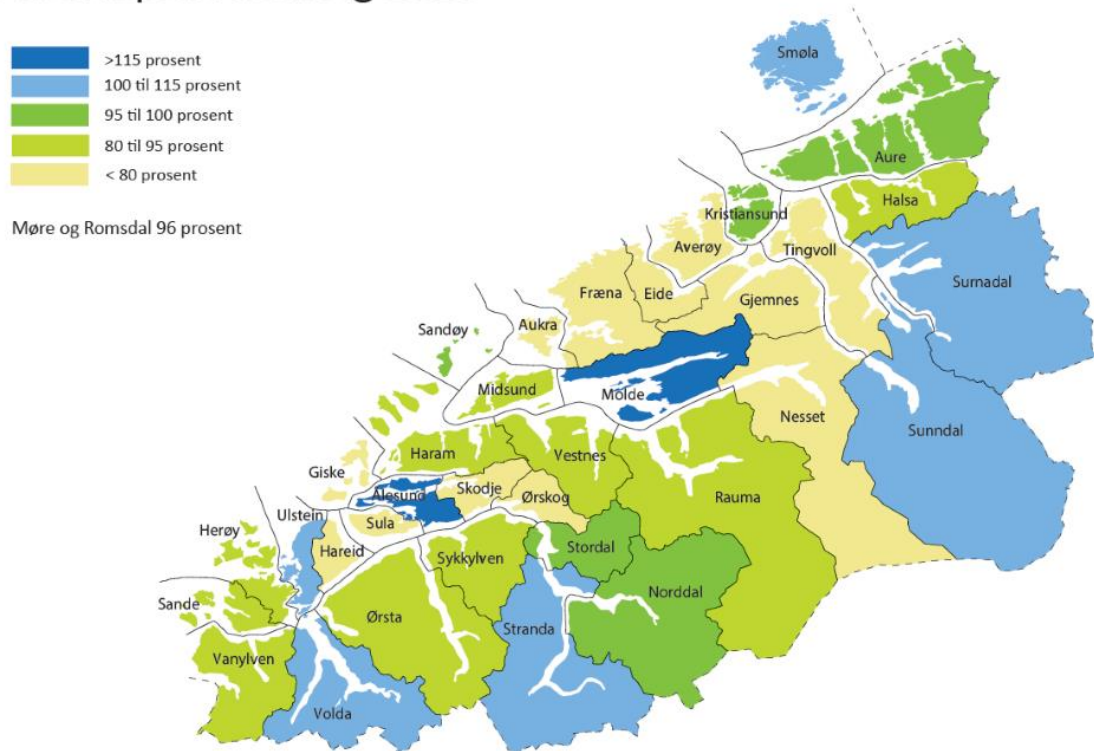 >115 prosent
100 til 115 prosent
95 til 100 prosent
80 til 95 prosent
< 80 prosent
Møre og Romsdal 96 prosent
Smøla
Aure
Halsa
Kristiansund
Averøy
Tingvoll
Surnadal
Fræna
Eide
Gjemnes
Sandøy
Aukra
Midsund
Molde
Nesset
Sunndal
Haram
Vestnes
Giske
Ålesund
Skodje
Ørskog
Rauma
Ulstein
Sula
Herøy
Hareid
Sykkylven
Stordal
Norddal
Sande
Ørsta
Stranda
Vanylven
Volda